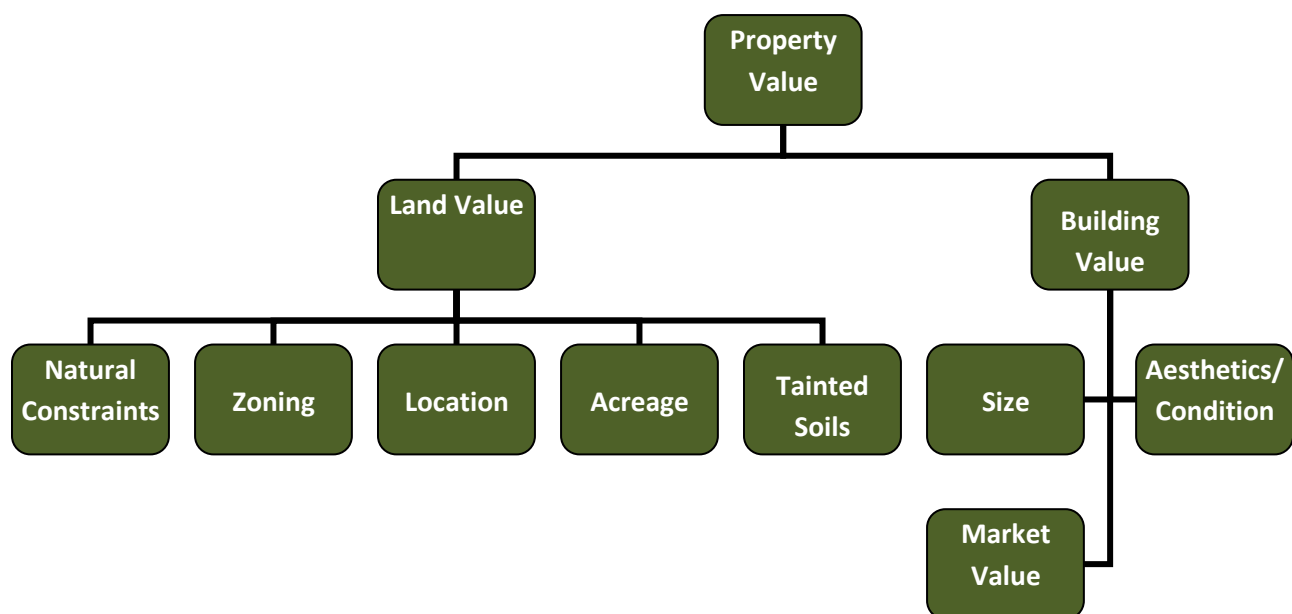 Property
Value
Land Value
Building
Value
Natural
Constraints
Zoning
Location
Acreage
Tainted
Soils
Size
Aesthetics/
Condition
Market
Value